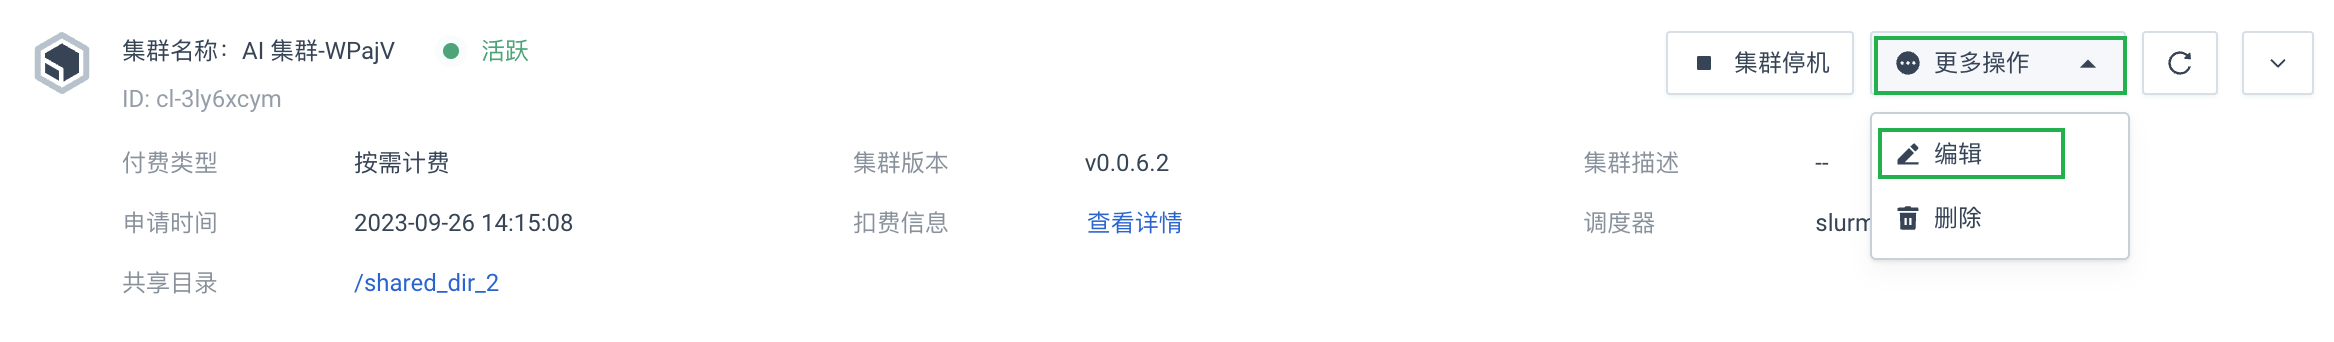 集群名称：AI 集群-WPajV 活跃 集群停机 更多操作
ID: cl-3ly6xcym
编辑
付费类型 按需计费 集群版本 v0.0.6.2 集群描述 --
删除
申请时间 2023-09-26 14:15:08 扣费信息 查看详情 调度器 slurm
共享目录 /shared_dir_2